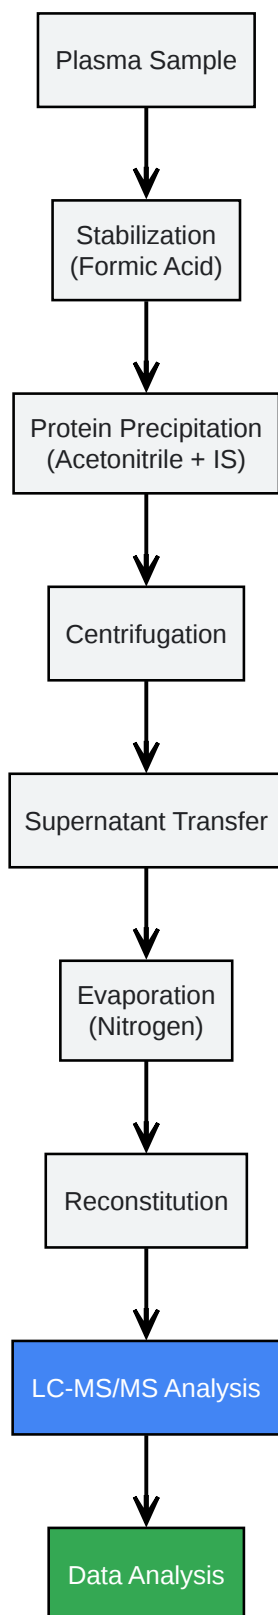 Plasma Sample
Stabilization
(Formic Acid)
Protein Precipitation
(Acetonitrile + IS)
Centrifugation
Supernatant Transfer
Evaporation
(Nitrogen)
Reconstitution
LC-MS/MS Analysis
Data Analysis